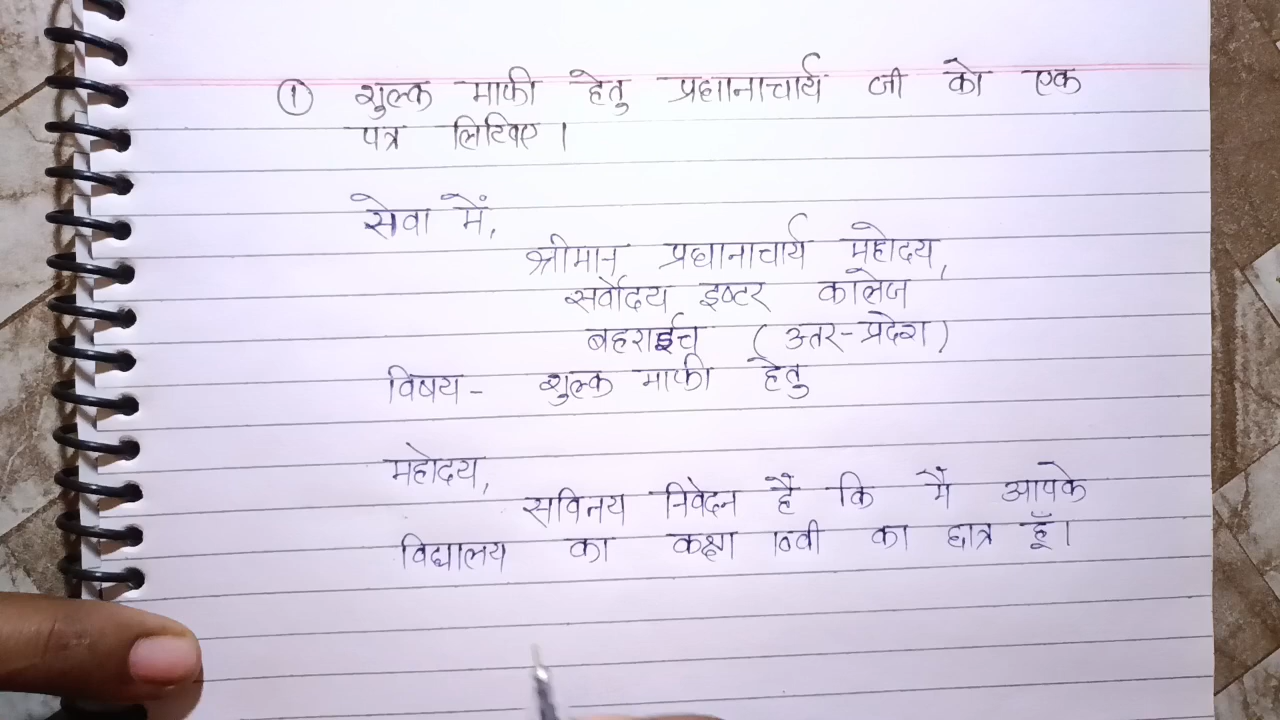 ① शुल्क माफी हेतु प्रधानाचार्य जी को एक
पत्र लिखिए।
सेवा में,
श्रीमान प्रधानाचार्य महोदय,
सर्वोदय इण्टर कालेज
बहराईच (उत्तर-प्रदेश)
विषय- शुल्क माफी हेतु
महोदय,
सविनय निवेदन है कि मैं आपके
विद्यालय का कक्षा 10वी का छात्र हूँ।